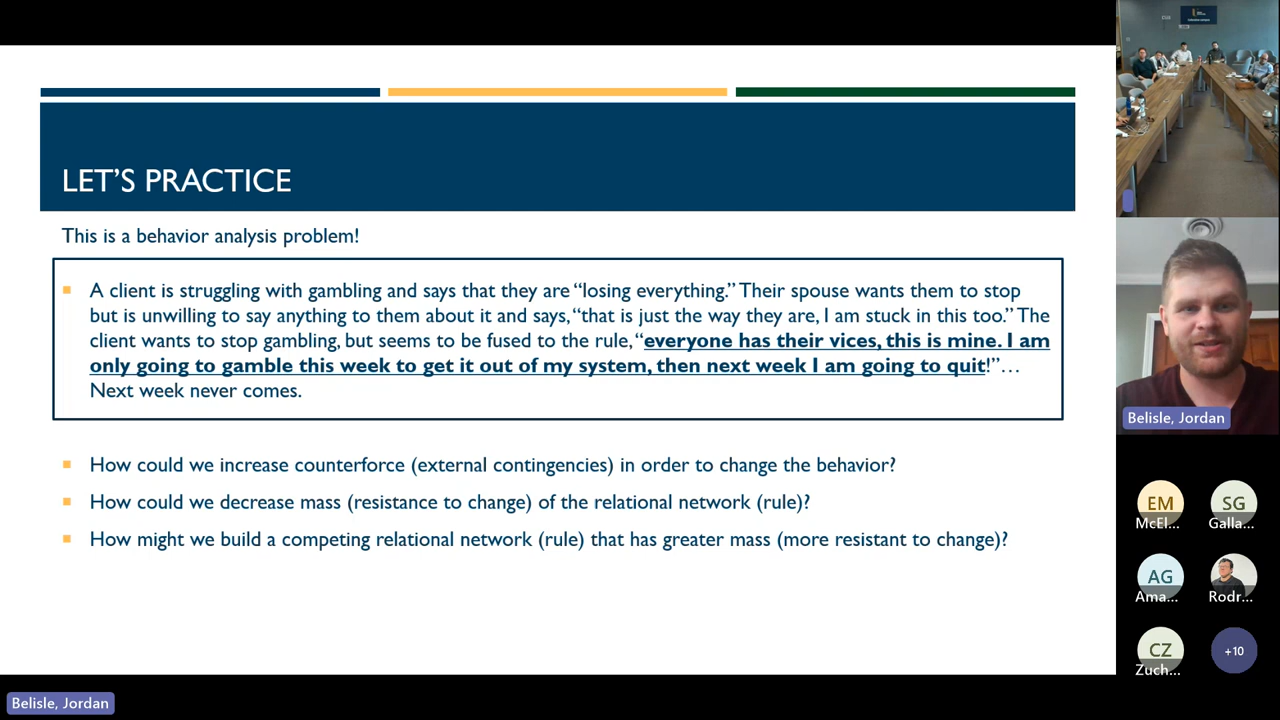 LET'S PRACTICE
This is a behavior analysis problem!
A client is struggling with gambling and says that they are “losing everything.” Their spouse wants them to stop
but is unwilling to say anything to them about it and says, “that is just the way they are, I am stuck in this too.” The
client wants to stop gambling, but seems to be fused to the rule, “everyone has their vices, this is mine. I am
only going to gamble this week to get it out of my system, then next week I am going to quit!”…
Next week never comes.
How could we increase counterforce (external contingencies) in order to change the behavior?
How could we decrease mass (resistance to change) of the relational network (rule)?
How might we build a competing relational network (rule) that has greater mass (more resistant to change)?
Belisle, Jordan
Belisle, Jordan
EM
SG
McEl...
Galla...
AG
Ama...
Rodr...
CZ
+10
Zuch...